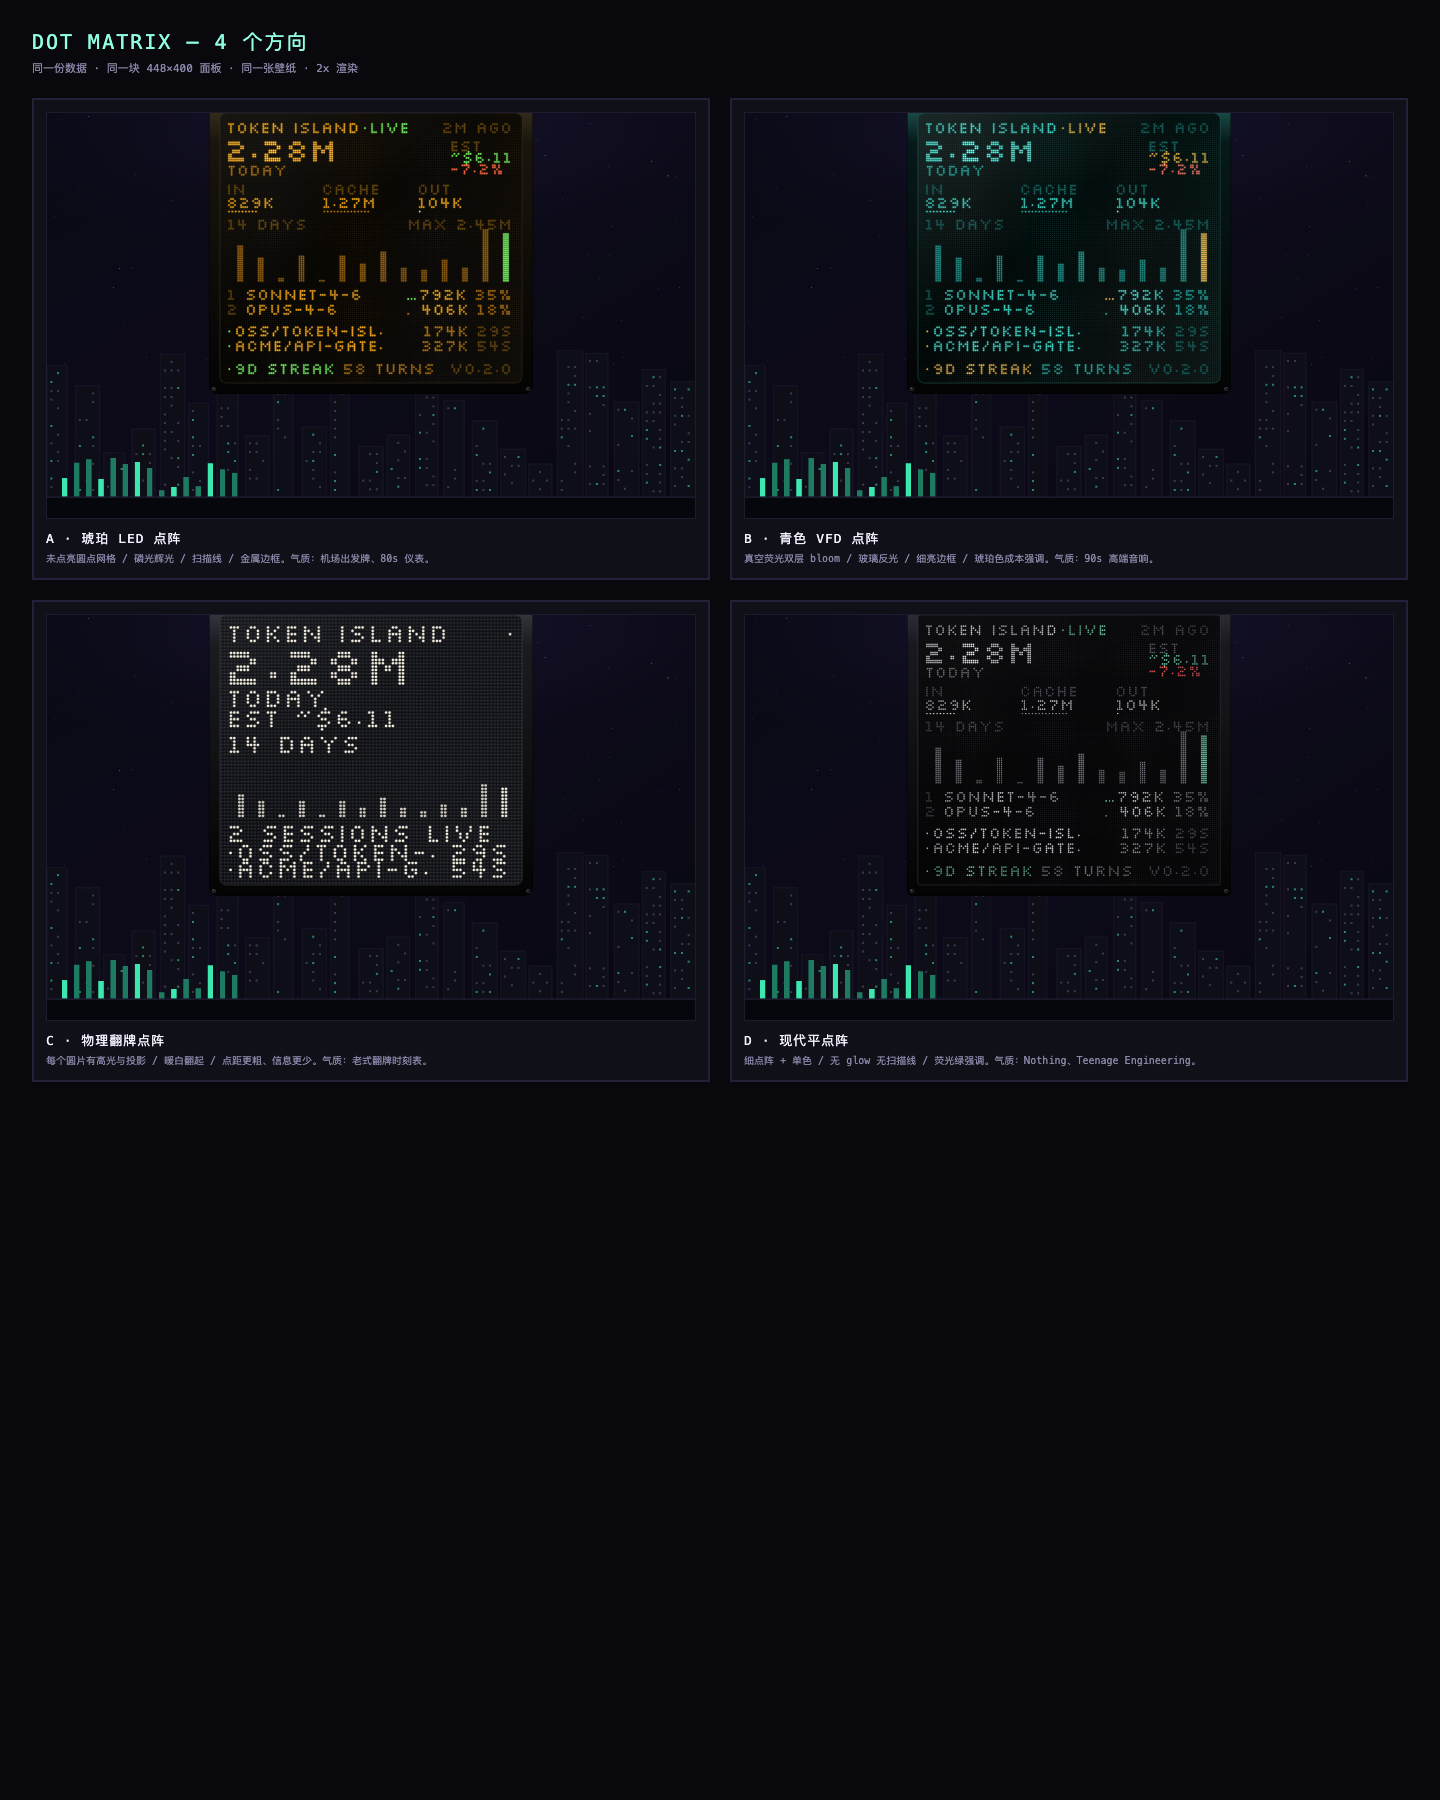 DOT MATRIX — 4 个方向
同一份数据 · 同一块 448×400 面板 · 同一张壁纸 · 2x 渲染
TOKEN ISLAND·LIVE 2M AGO
2.28M EST
~$6.11
TODAY -7.2%
IN CACHE OUT
829K 1.27M 104K
14 DAYS MAX 2.45M
1 SONNET-4-6 …792K 35%
2 OPUS-4-6 . 406K 18%
·OSS/TOKEN-ISL. 174K 29S
·ACME/API-GATE. 327K 54S
·9D STREAK 58 TURNS V0.2.0
A · 琥珀 LED 点阵
未点亮圆点网格 / 磷光辉光 / 扫描线 / 金属边框。气质: 机场出发牌、80s 仪表。
TOKEN ISLAND·LIVE 2M AGO
2.28M EST
~$6.11
TODAY -7.2%
IN CACHE OUT
829K 1.27M 104K
14 DAYS MAX 2.45M
1 SONNET-4-6 …792K 35%
2 OPUS-4-6 . 406K 18%
·OSS/TOKEN-ISL. 174K 29S
·ACME/API-GATE. 327K 54S
·9D STREAK 58 TURNS V0.2.0
B · 青色 VFD 点阵
真空荧光双层 bloom / 玻璃反光 / 细亮边框 / 琥珀色成本强调。气质: 90s 高端音响。
TOKEN ISLAND ·
2.28M
TODAY
EST ~$6.11
14 DAYS
2 SESSIONS LIVE
·OSS/TOKEN-. 29S
·ACME/API-G. 54S
C · 物理翻牌点阵
每个圆片有高光与投影 / 暖白翻起 / 点距更粗、信息更少。气质: 老式翻牌时刻表。
TOKEN ISLAND·LIVE 2M AGO
2.28M EST
~$6.11
TODAY -7.2%
IN CACHE OUT
829K 1.27M 104K
14 DAYS MAX 2.45M
1 SONNET-4-6 …792K 35%
2 OPUS-4-6 . 406K 18%
·OSS/TOKEN-ISL. 174K 29S
·ACME/API-GATE. 327K 54S
·9D STREAK 58 TURNS V0.2.0
D · 现代平点阵
细点阵 + 单色 / 无 glow 无扫描线 / 荧光绿强调。气质: Nothing、Teenage Engineering。